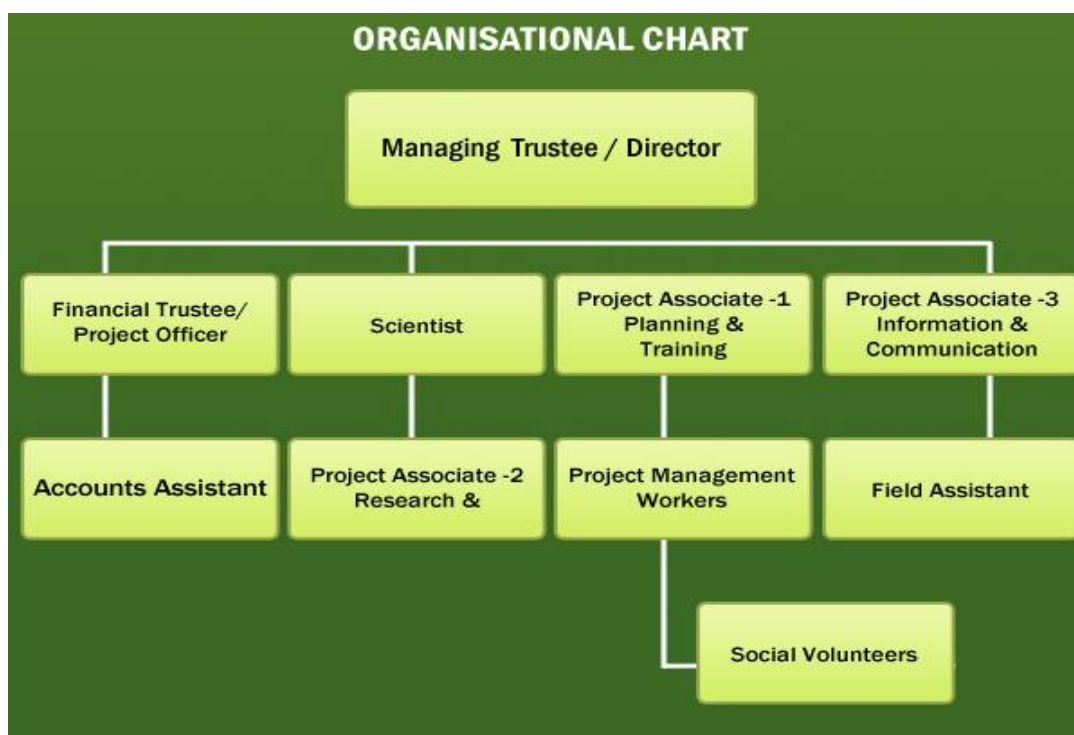 ORGANISATIONAL CHART
Managing Trustee / Director
Financial Trustee/
Project Officer
Scientist
Project Associate -1
Planning &
Training
Project Associate -3
Information &
Communication
Accounts Assistant
Project Associate -2
Research &
Project Management
Workers
Field Assistant
Social Volunteers